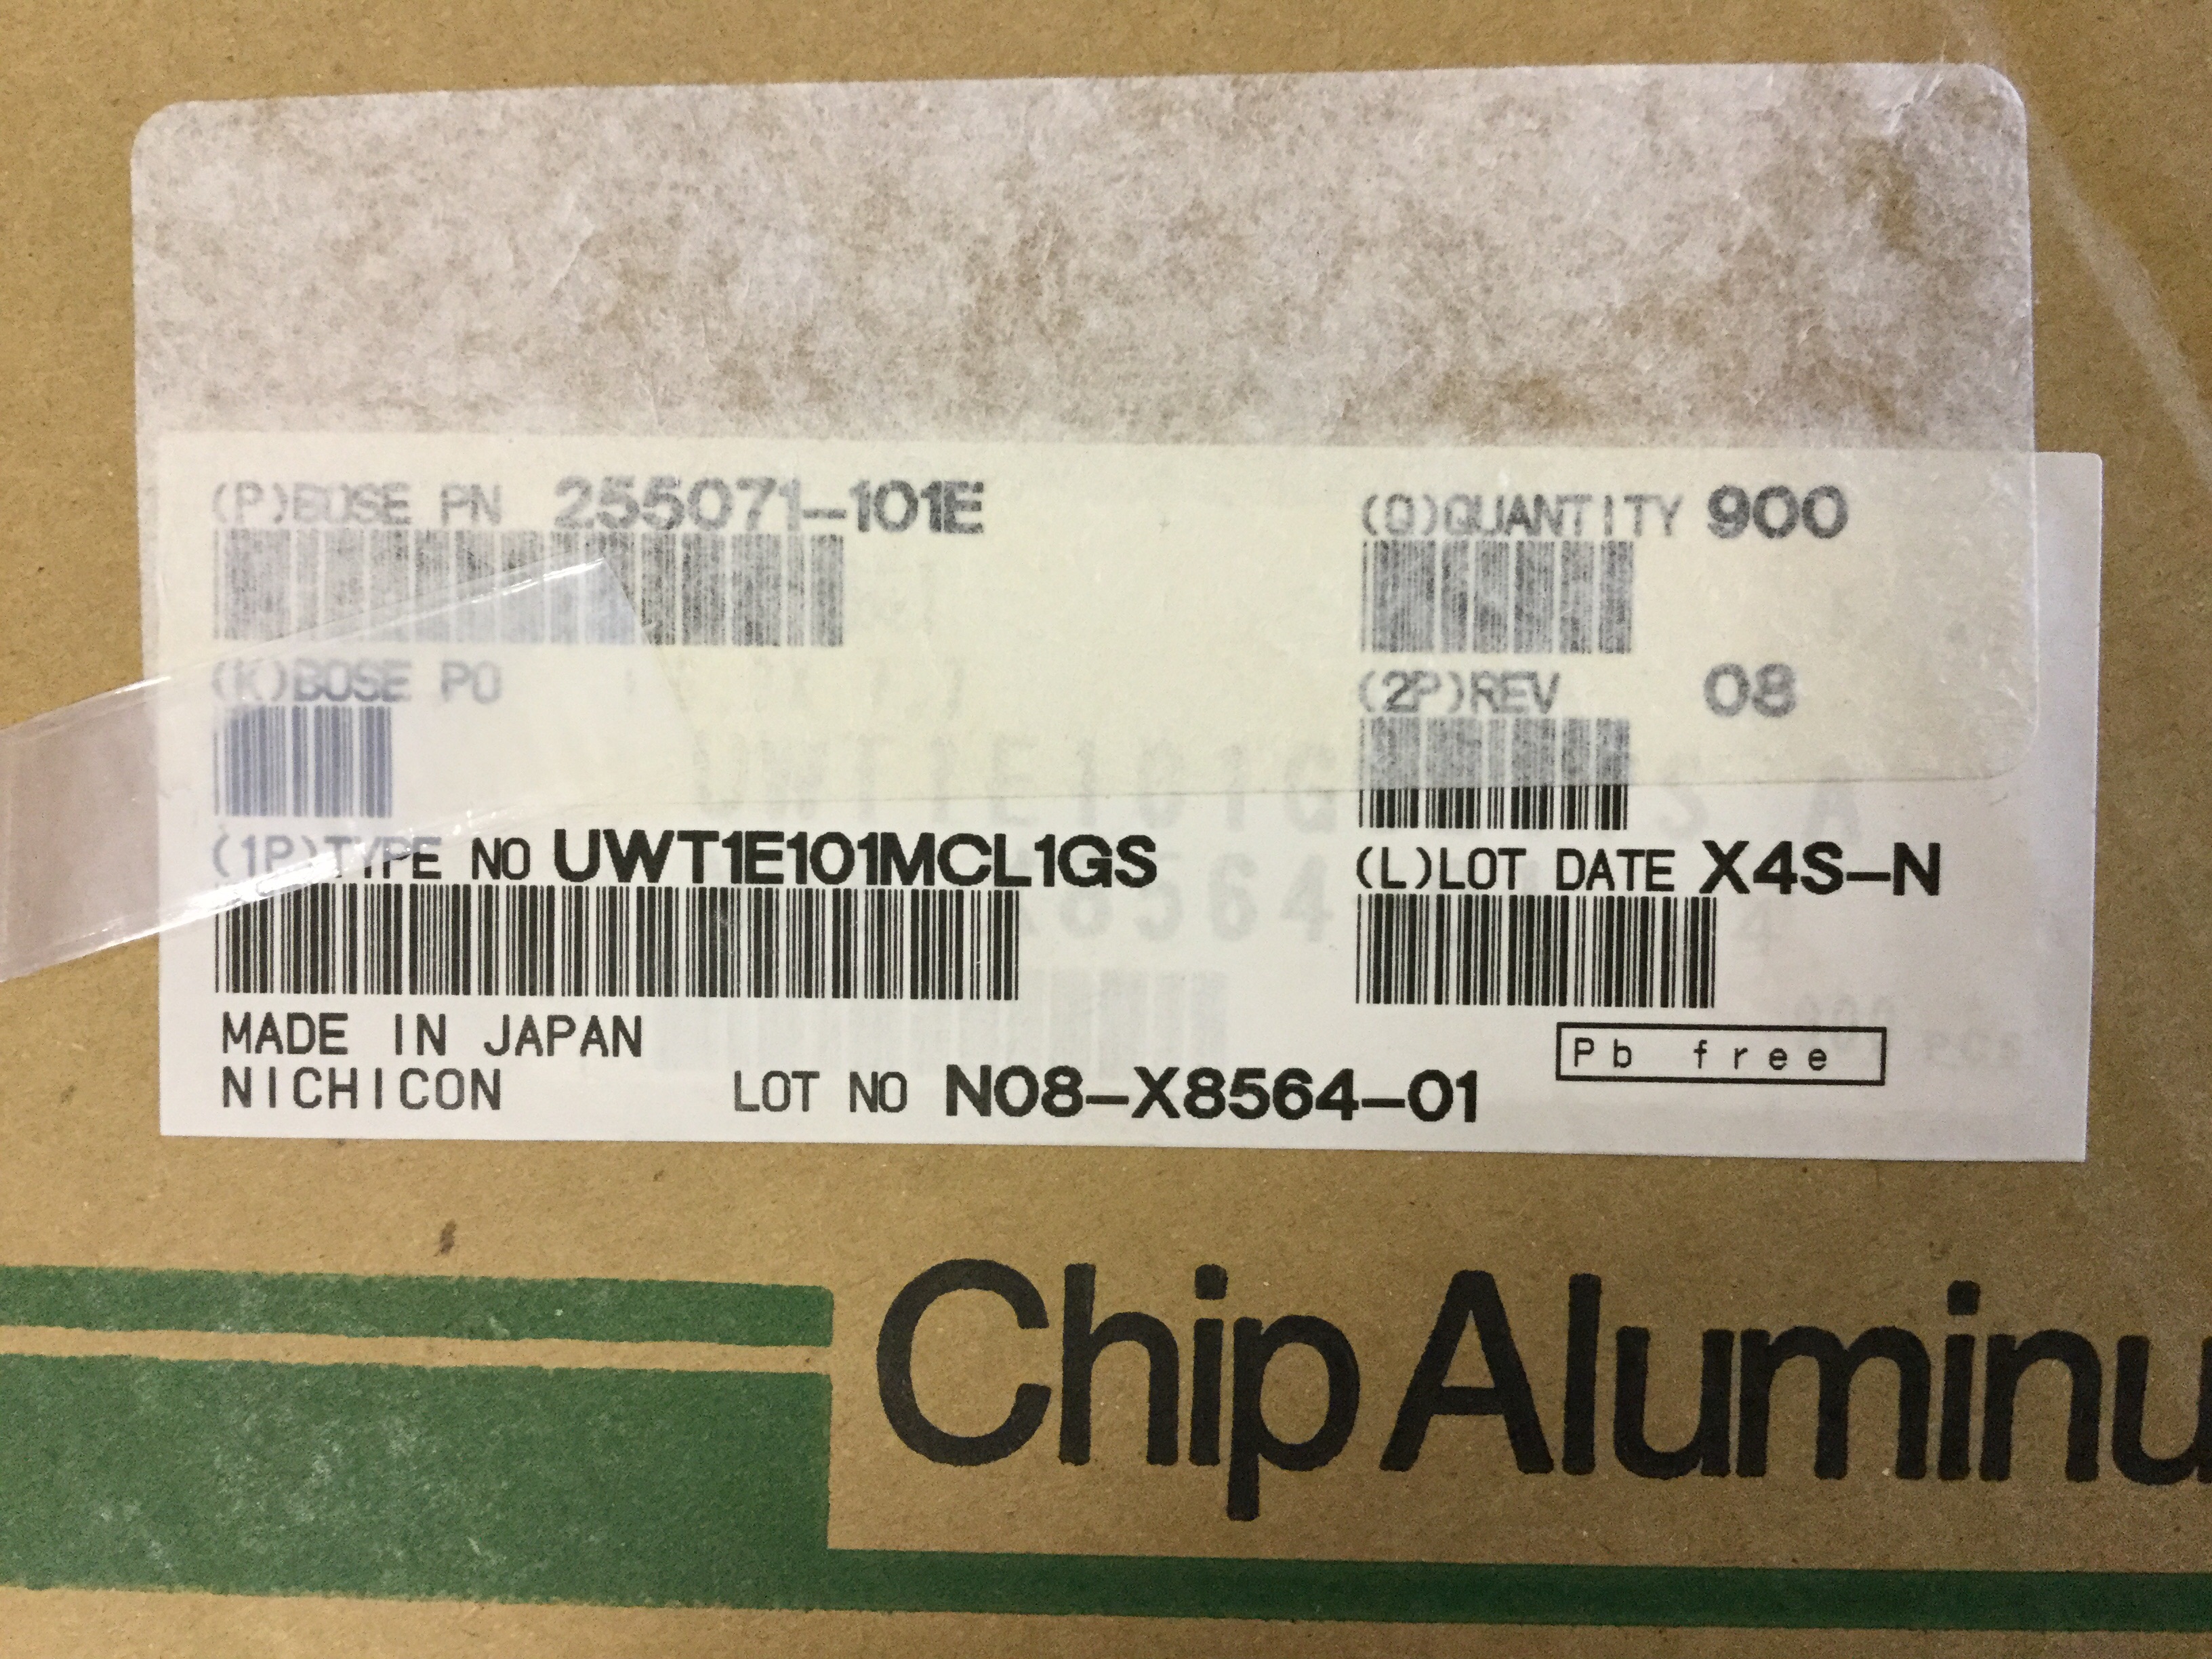 (P)BOSE PN 255071-101E
(Q)QUANTITY 900
(K)BOSE PO
(2P)REV 08
(1P)TYPE NO UWT1E101MCL1GS
(L)LOT DATE X4S-N
MADE IN JAPAN
Pb free
NICHICON LOT NO N08-X8564-01
Chip Aluminu